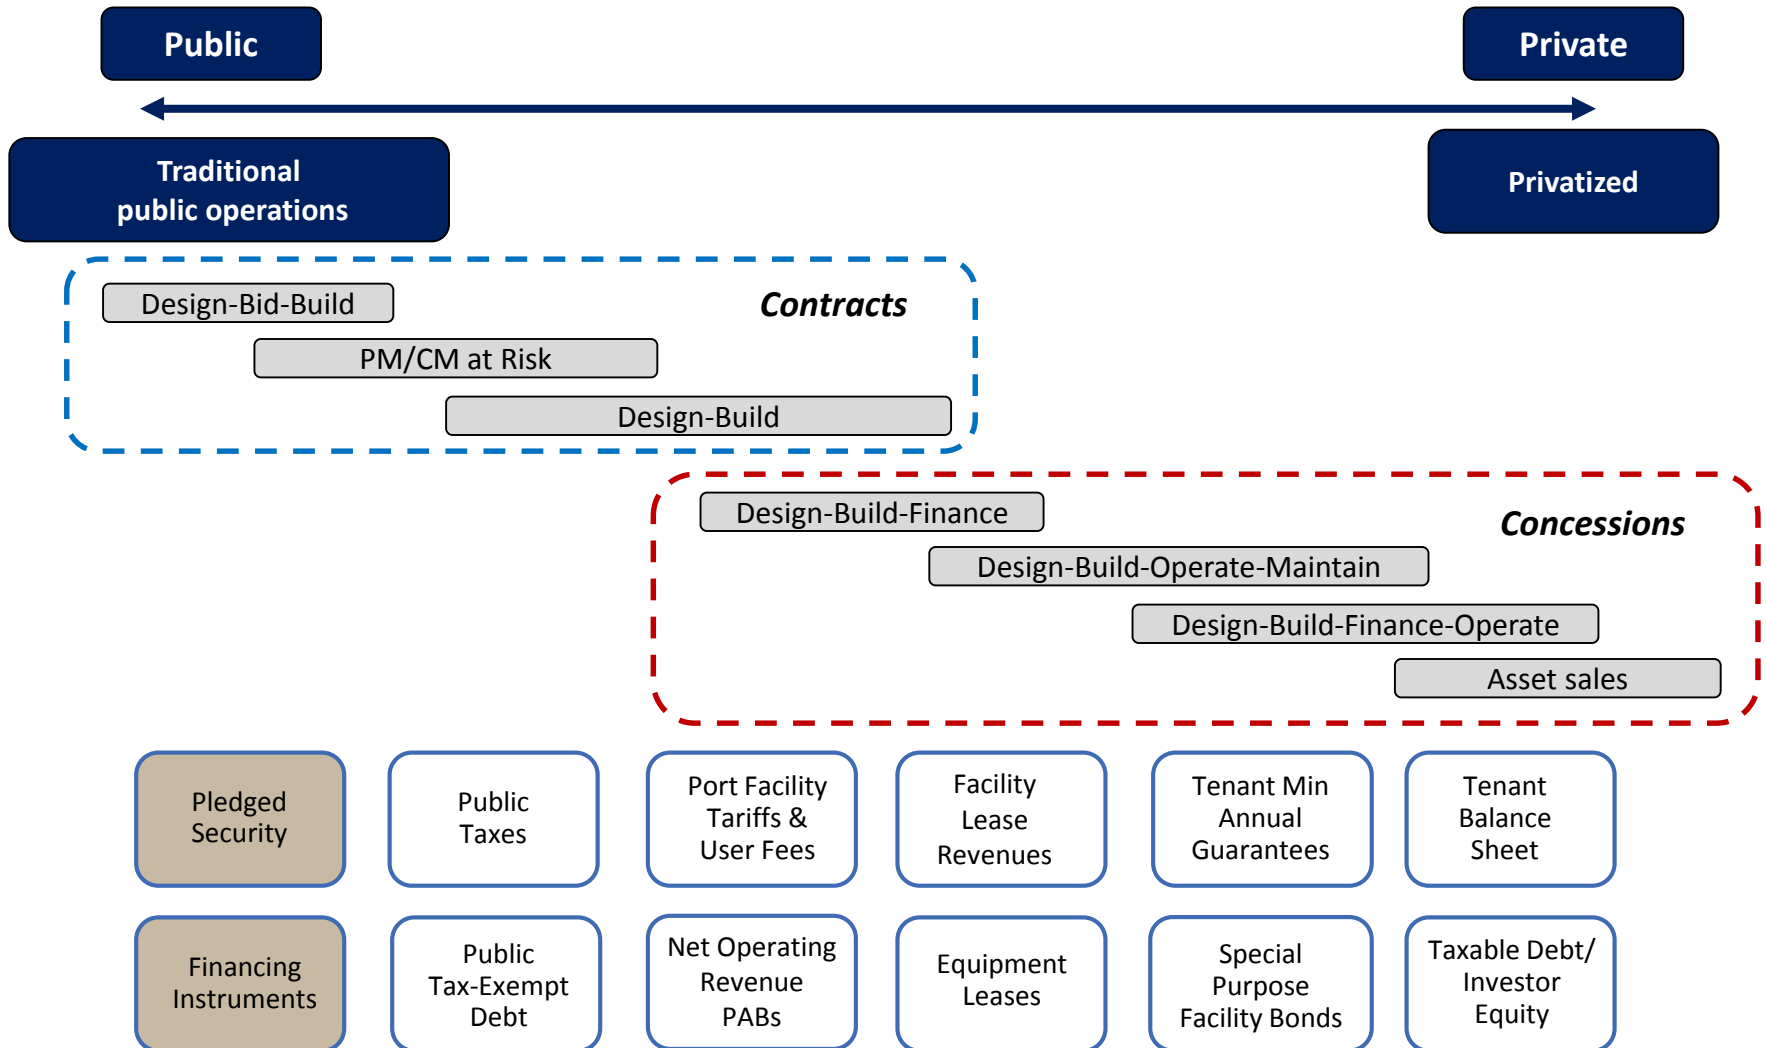 Public
Private
Traditional
public operations
Privatized
Design-Bid-Build
Contracts
PM/CM at Risk
Design-Build
Design-Build-Finance
Concessions
Design-Build-Operate-Maintain
Design-Build-Finance-Operate
Asset sales
Pledged
Security
Public
Taxes
Port Facility
Tariffs &
User Fees
Facility
Lease
Revenues
Tenant Min
Annual
Guarantees
Tenant
Balance
Sheet
Financing
Instruments
Public
Tax-Exempt
Debt
Net Operating
Revenue
PABs
Equipment
Leases
Special
Purpose
Facility Bonds
Taxable Debt/
Investor
Equity